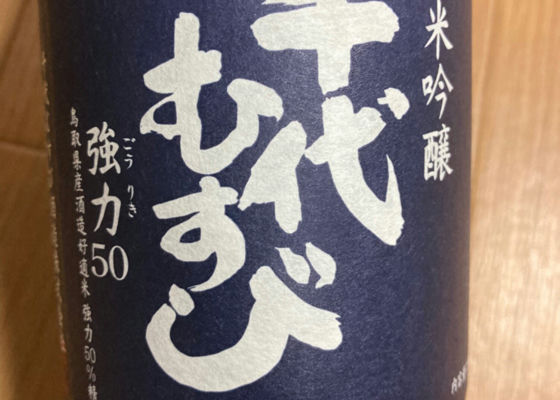 米吟醸
千代
むすび
強力50
ごうりき
鳥取県産酒造好適米強力50%精